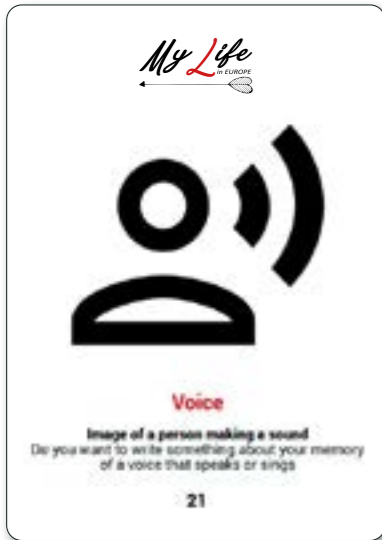 My Life
in EUROPE
Voice
Image of a person making a sound
Do you want to write something about your memory
of a voice that speaks or sings
21